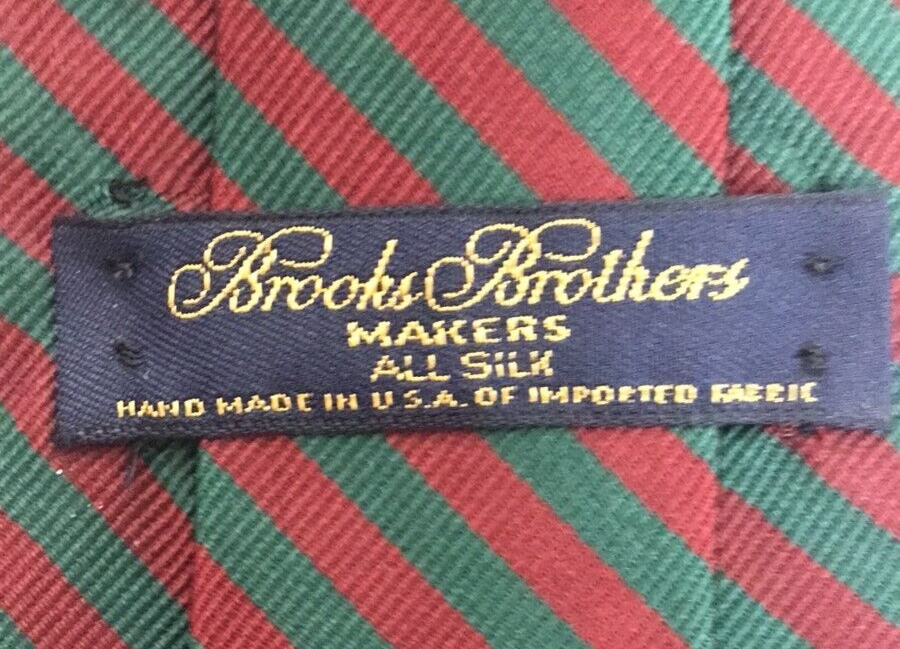 Brooks Brothers
MAKERS
ALL SILK
HAND MADE IN U.S.A. OF IMPORTED FABRIC